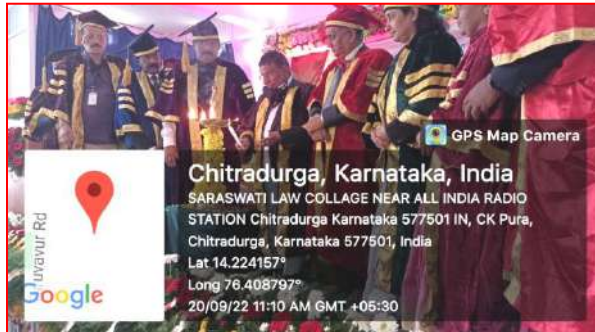 GPS Map Camera
Chitradurga, Karnataka, India
SARASWATI LAW COLLAGE NEAR ALL INDIA RADIO
STATION Chitradurga Karnataka 577501 IN, CK Pura,
Chitradurga, Karnataka 577501, India
Lat 14.224157°
Long 76.408797°
20/09/22 11:10 AM GMT +05:30
Google